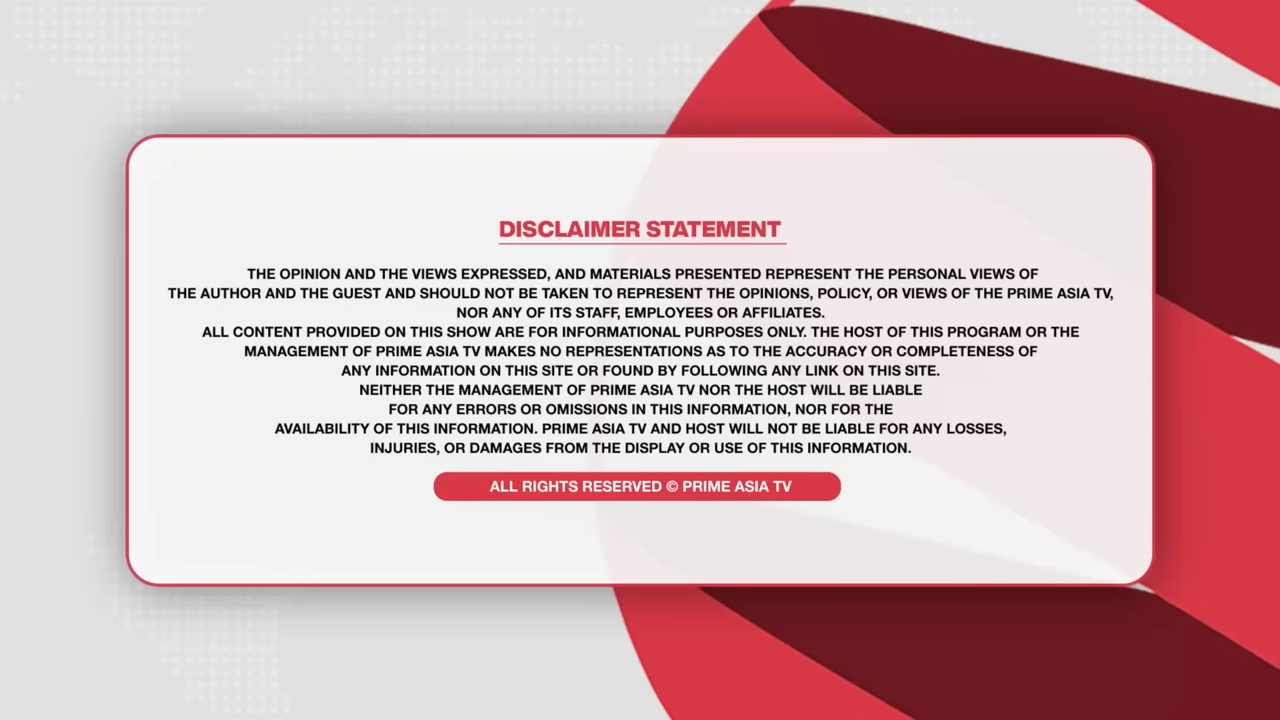 DISCLAIMER STATEMENT
THE OPINION AND THE VIEWS EXPRESSED, AND MATERIALS PRESENTED REPRESENT THE PERSONAL VIEWS OF
THE AUTHOR AND THE GUEST AND SHOULD NOT BE TAKEN TO REPRESENT THE OPINIONS, POLICY, OR VIEWS OF THE PRIME ASIA TV,
NOR ANY OF ITS STAFF, EMPLOYEES OR AFFILIATES.
ALL CONTENT PROVIDED ON THIS SHOW ARE FOR INFORMATIONAL PURPOSES ONLY. THE HOST OF THIS PROGRAM OR THE
MANAGEMENT OF PRIME ASIA TV MAKES NO REPRESENTATIONS AS TO THE ACCURACY OR COMPLETENESS OF
ANY INFORMATION ON THIS SITE OR FOUND BY FOLLOWING ANY LINK ON THIS SITE.
NEITHER THE MANAGEMENT OF PRIME ASIA TV NOR THE HOST WILL BE LIABLE
FOR ANY ERRORS OR OMISSIONS IN THIS INFORMATION, NOR FOR THE
AVAILABILITY OF THIS INFORMATION. PRIME ASIA TV AND HOST WILL NOT BE LIABLE FOR ANY LOSSES,
INJURIES, OR DAMAGES FROM THE DISPLAY OR USE OF THIS INFORMATION.
ALL RIGHTS RESERVED © PRIME ASIA TV